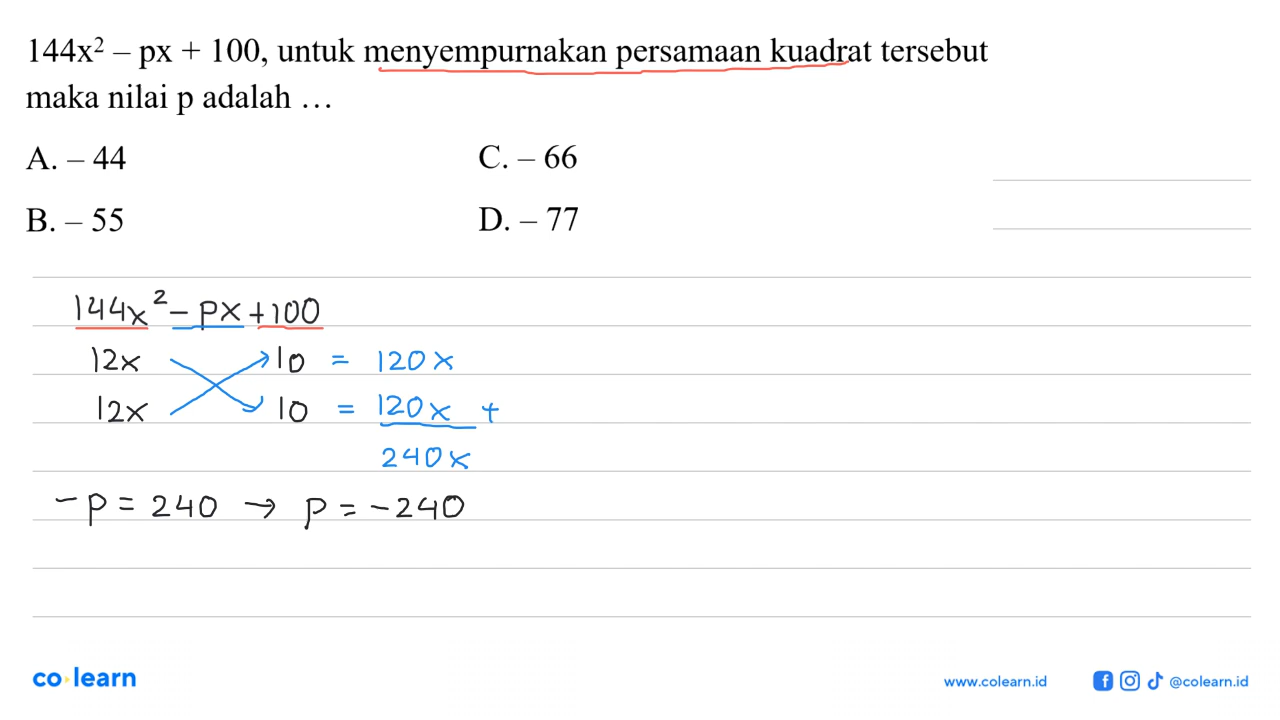 144x² – px + 100, untuk menyempurnakan persamaan kuadrat tersebut
maka nilai p adalah …
A. – 44
C. – 66
B. – 55
D. – 77
144x² – px + 100
12x 10 = 120x
12x 10 = 120x +
240x
–p = 240 → p = –240
co learn
www.colearn.id
@colearn.id